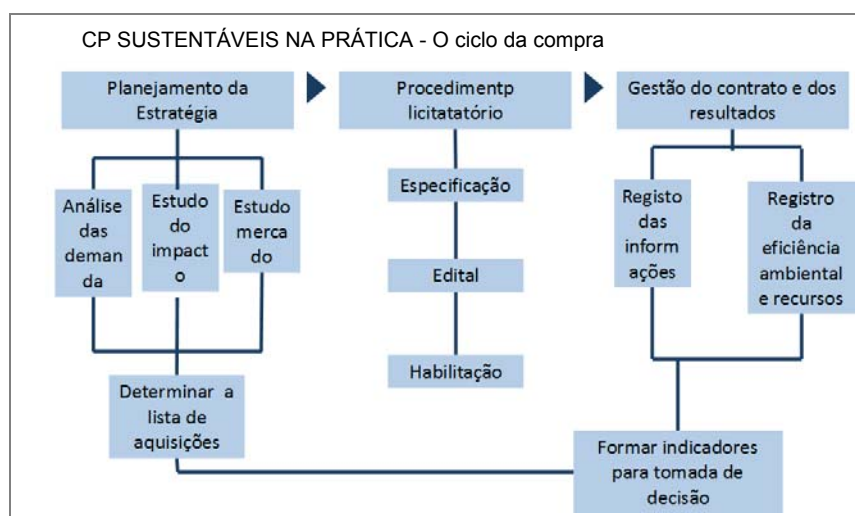 CP SUSTENTÁVEIS NA PRÁTICA - O ciclo da compra
Planejamento da
Estratégia
Procedimentp
licitatatório
Gestão do contrato e dos
resultados
Análise
das
deman
da
Estudo
do
impact
o
Estudo
merca
do
Especificação
Edital
Habilitação
Registo
das
inform
ações
Registro
da
eficiência
ambiental
e recursos
Determinar a
lista de
aquisições
Formar indicadores
para tomada de
decisão